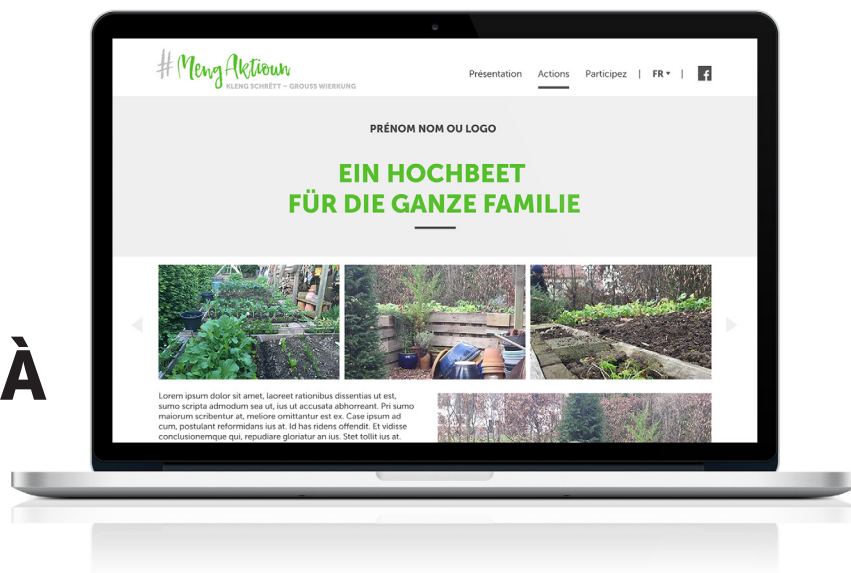 #MengAktioun
KLENG SCHRËTT – GROUSS WIERKUNG
Présentation Actions Participez | FR ▾ | f
PRÉNOM NOM OU LOGO
EIN HOCHBEET
FÜR DIE GANZE FAMILIE
À
Lorem ipsum dolor sit amet, laoreet rationibus dissentias ut est,
sumo scripta admodum sea ut, ius ut accusata abhorreant. Pri sumo
maiorum scribentur at, meliore omittantur est ex. Case ipsum ad
cum, postulant reformidans ius at. Id has ridens offendit. Et vidisse
conclusionemque qui, repudiare gloriatur an ius. Stet tollit ius at.